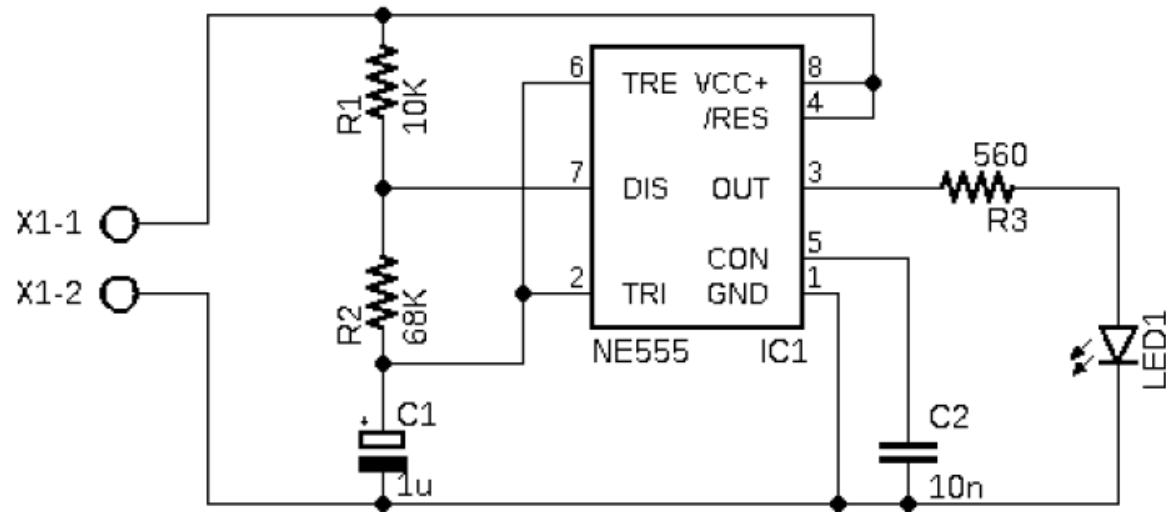 6
TRE
VCC+
8
/RES
4
R1
10K
560
7
DIS
OUT
3
R3
X1-1
CON
5
X1-2
2
TRI
GND
1
R2
68K
NE555
IC1
LED1
+
C1
1u
C2
10n